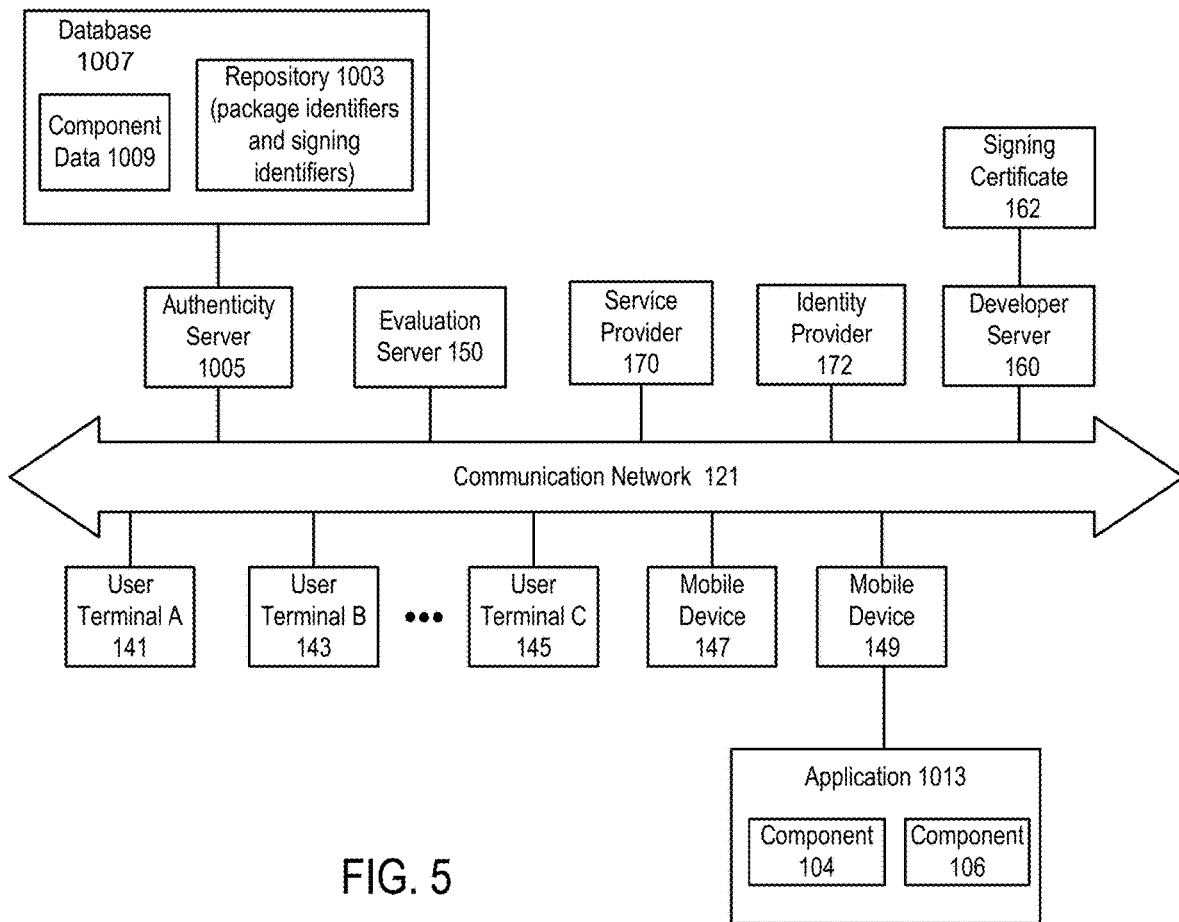 Database
1007
Component
Data 1009
Repository 1003
(package identifiers
and signing
identifiers)
Signing
Certificate
162
Authenticity
Server
1005
Evaluation
Server 150
Service
Provider
170
Identity
Provider
172
Developer
Server
160
Communication Network 121
User
Terminal A
141
User
Terminal B
143
•••
User
Terminal C
145
Mobile
Device
147
Mobile
Device
149
Application 1013
Component
104
Component
106
FIG. 5